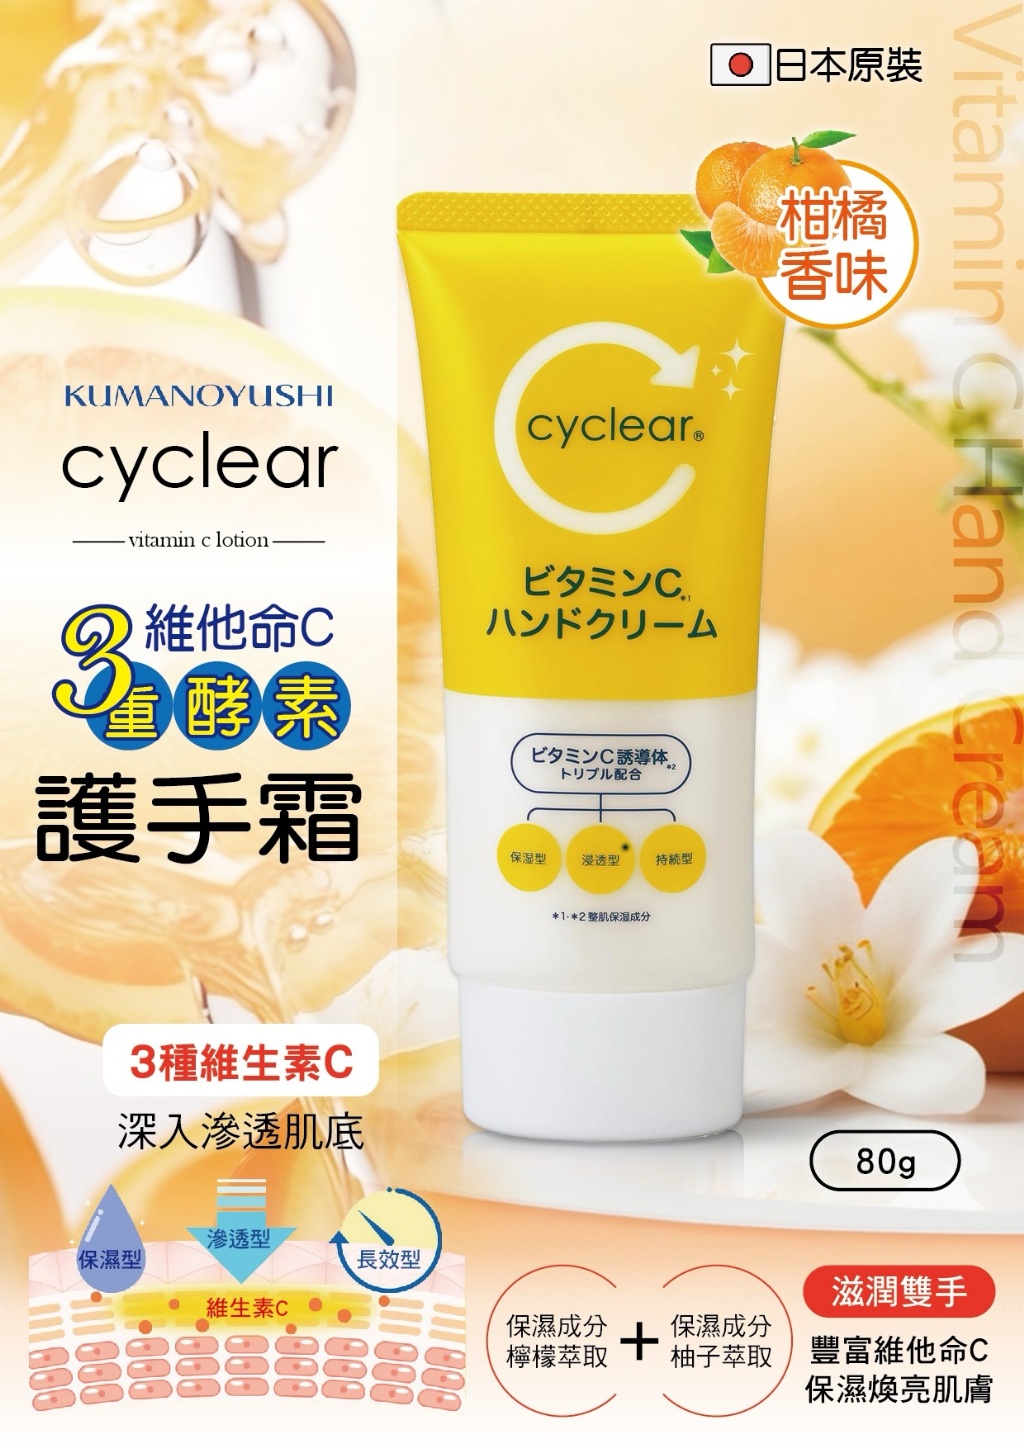 日本原装
柑橘
香味
Vitamin C Hand Cream
KUMANOYUSHI
cyclear
vitamin c lotion
維他命C
3重酵素
護手霜
cyclear®
ビタミンC*1
ハンドクリーム
ビタミンC誘導体*2
トリプル配合
保湿型
浸透型
持続型
*1・*2 整肌保湿成分
3種維生素C
深入滲透肌底
保濕型
滲透型
長效型
維生素C
80g
保濕成分
檸檬萃取
+
保濕成分
柚子萃取
滋潤雙手
豐富維他命C
保濕煥亮肌膚